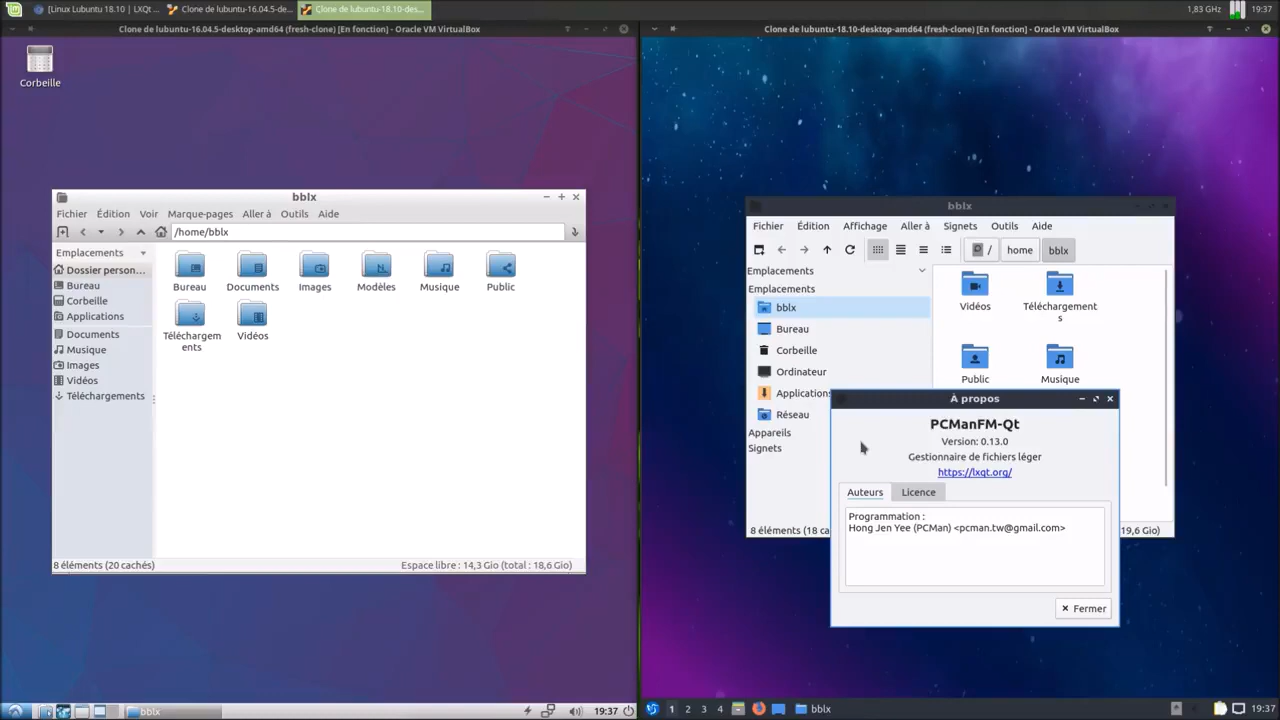 [Linux Lubuntu 18.10 | LXQt ...
Clone de lubuntu-16.04.5-de...
Clone de lubuntu-18.10-des...
1,83 GHz
19:37
Clone de lubuntu-16.04.5-desktop-amd64 (fresh-clone) [En fonction] - Oracle VM VirtualBox
Corbeille
bblx
Fichier Édition Voir Marque-pages Aller à Outils Aide
/home/bblx
Emplacements
Dossier person...
Bureau
Corbeille
Applications
Documents
Musique
Images
Vidéos
Téléchargements
Bureau Documents Images Modèles Musique Public
Téléchargem
ents
Vidéos
8 éléments (20 cachés)
Espace libre : 14,3 Gio (total : 18,6 Gio)
bblx
19:37
Clone de lubuntu-18.10-desktop-amd64 (fresh-clone) [En fonction] - Oracle VM VirtualBox
bblx
Fichier Édition Affichage Aller à Signets Outils Aide
/ home bblx
Emplacements
Emplacements
bblx
Bureau
Corbeille
Ordinateur
Applications
Réseau
Appareils
Signets
Vidéos
Téléchargement
s
Public
Musique
8 éléments (18 ca
19,6 Gio)
À propos
PCManFM-Qt
Version: 0.13.0
Gestionnaire de fichiers léger
https://lxqt.org/
Auteurs Licence
Programmation :
Hong Jen Yee (PCMan) <pcman.tw@gmail.com>
Fermer
1 2 3 4
bblx
19:37